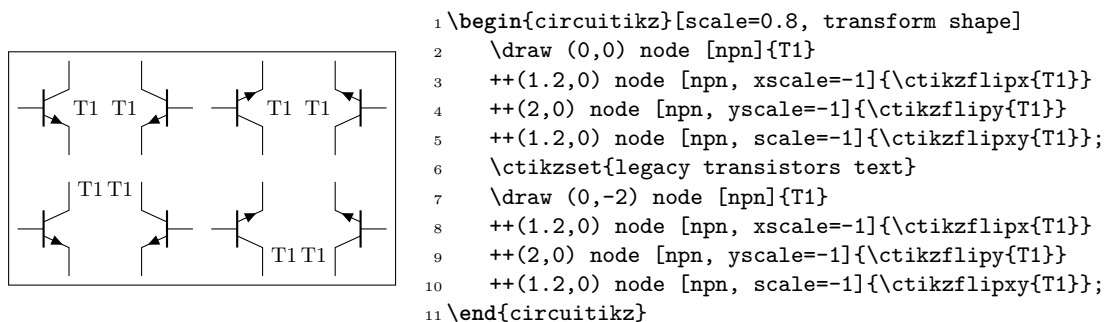 T1 T1 T1 T1
T1 T1
T1 T1
1 \begin{circuitikz}[scale=0.8, transform shape]
2 \draw (0,0) node [npn]{T1}
3 ++(1.2,0) node [npn, xscale=-1]{\ctikzflipx{T1}}
4 ++(2,0) node [npn, yscale=-1]{\ctikzflipy{T1}}
5 ++(1.2,0) node [npn, scale=-1]{\ctikzflipxy{T1}};
6 \ctikzset{legacy transistors text}
7 \draw (0,-2) node [npn]{T1}
8 ++(1.2,0) node [npn, xscale=-1]{\ctikzflipx{T1}}
9 ++(2,0) node [npn, yscale=-1]{\ctikzflipy{T1}}
10 ++(1.2,0) node [npn, scale=-1]{\ctikzflipxy{T1}};
11 \end{circuitikz}